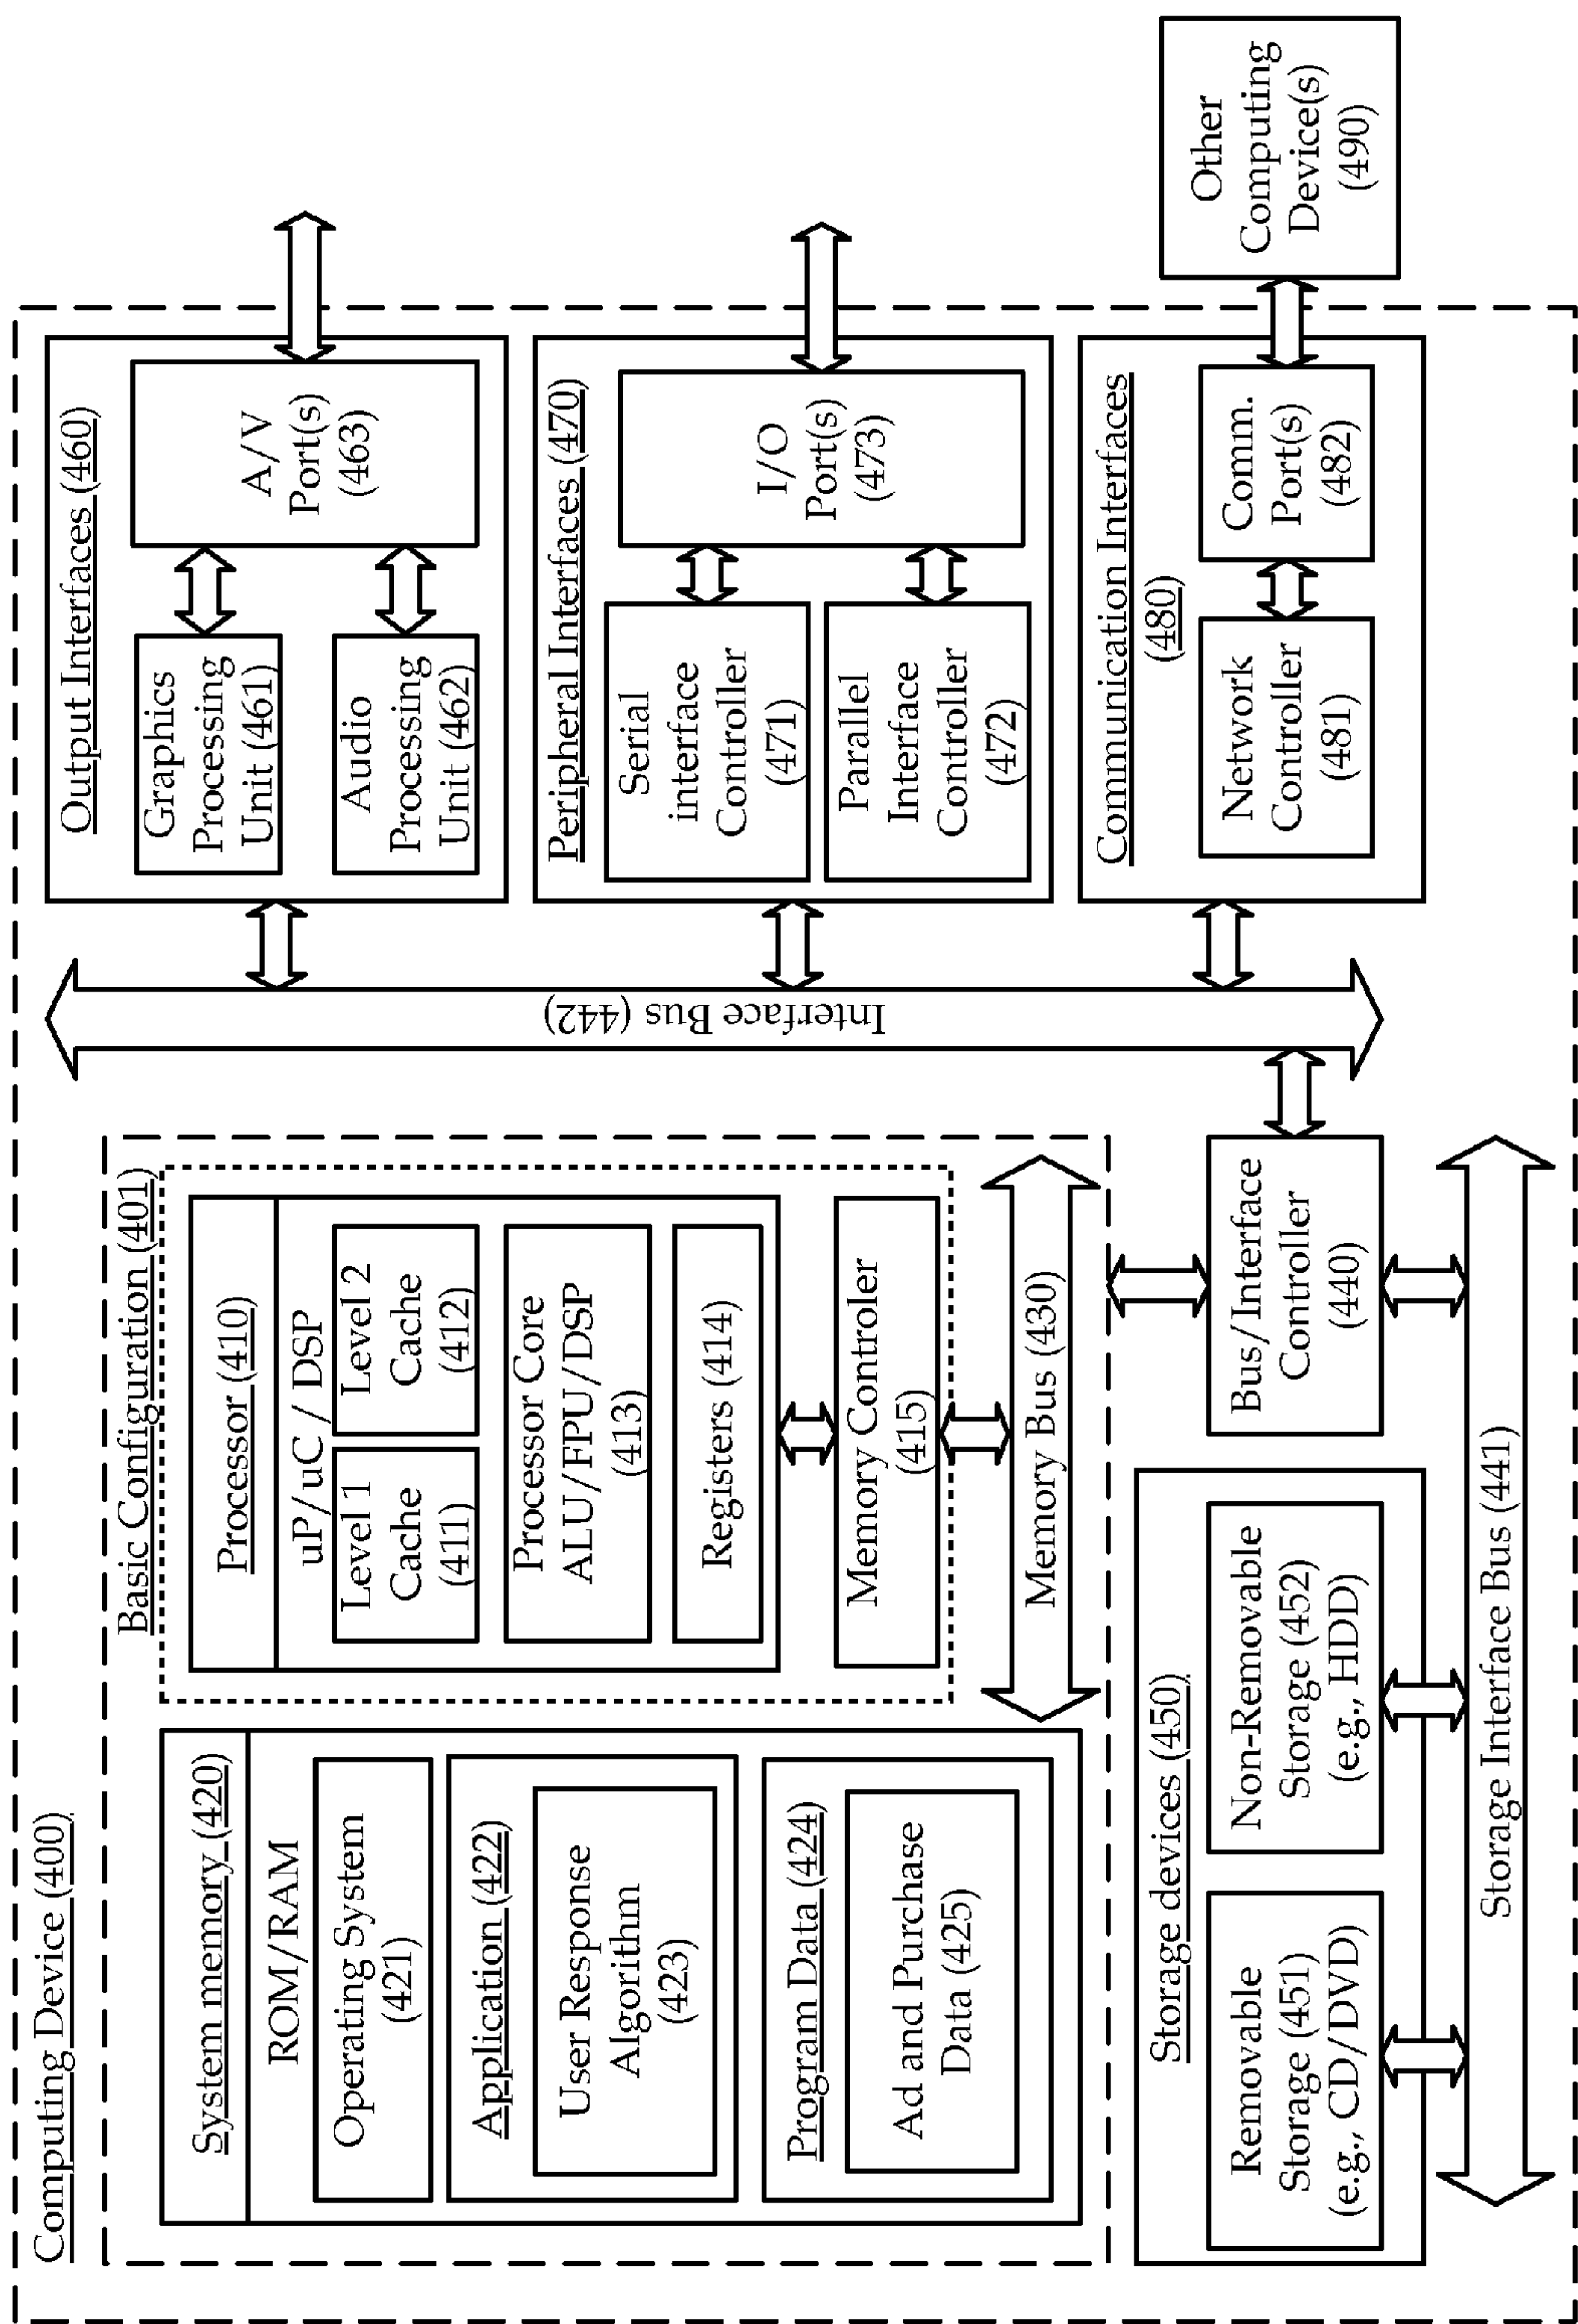 Computing Device (400)
Basic Configuration (401)
System memory (420)
ROM/RAM
Operating System
(421)
Application (422)
User Response
Algorithm
(423)
Program Data (424)
Ad and Purchase
Data (425)
Processor (410)
uP/uC / DSP
Level 1
Cache
(411)
Level 2
Cache
(412)
Processor Core
ALU/FPU/DSP
(413)
Registers (414)
Memory Controler
(415)
Memory Bus (430)
Storage devices (450)
Removable
Storage (451)
(e.g., CD/DVD)
Non-Removable
Storage (452)
(e.g., HDD)
Bus/Interface
Controller
(440)
Storage Interface Bus (441)
Interface Bus (442)
Output Interfaces (460)
Graphics
Processing
Unit (461)
Audio
Processing
Unit (462)
A/V
Port(s)
(463)
Peripheral Interfaces (470)
Serial
interface
Controller
(471)
Parallel
Interface
Controller
(472)
I/O
Port(s)
(473)
Communication Interfaces
(480)
Network
Controller
(481)
Comm.
Port(s)
(482)
Other
Computing
Device(s)
(490)